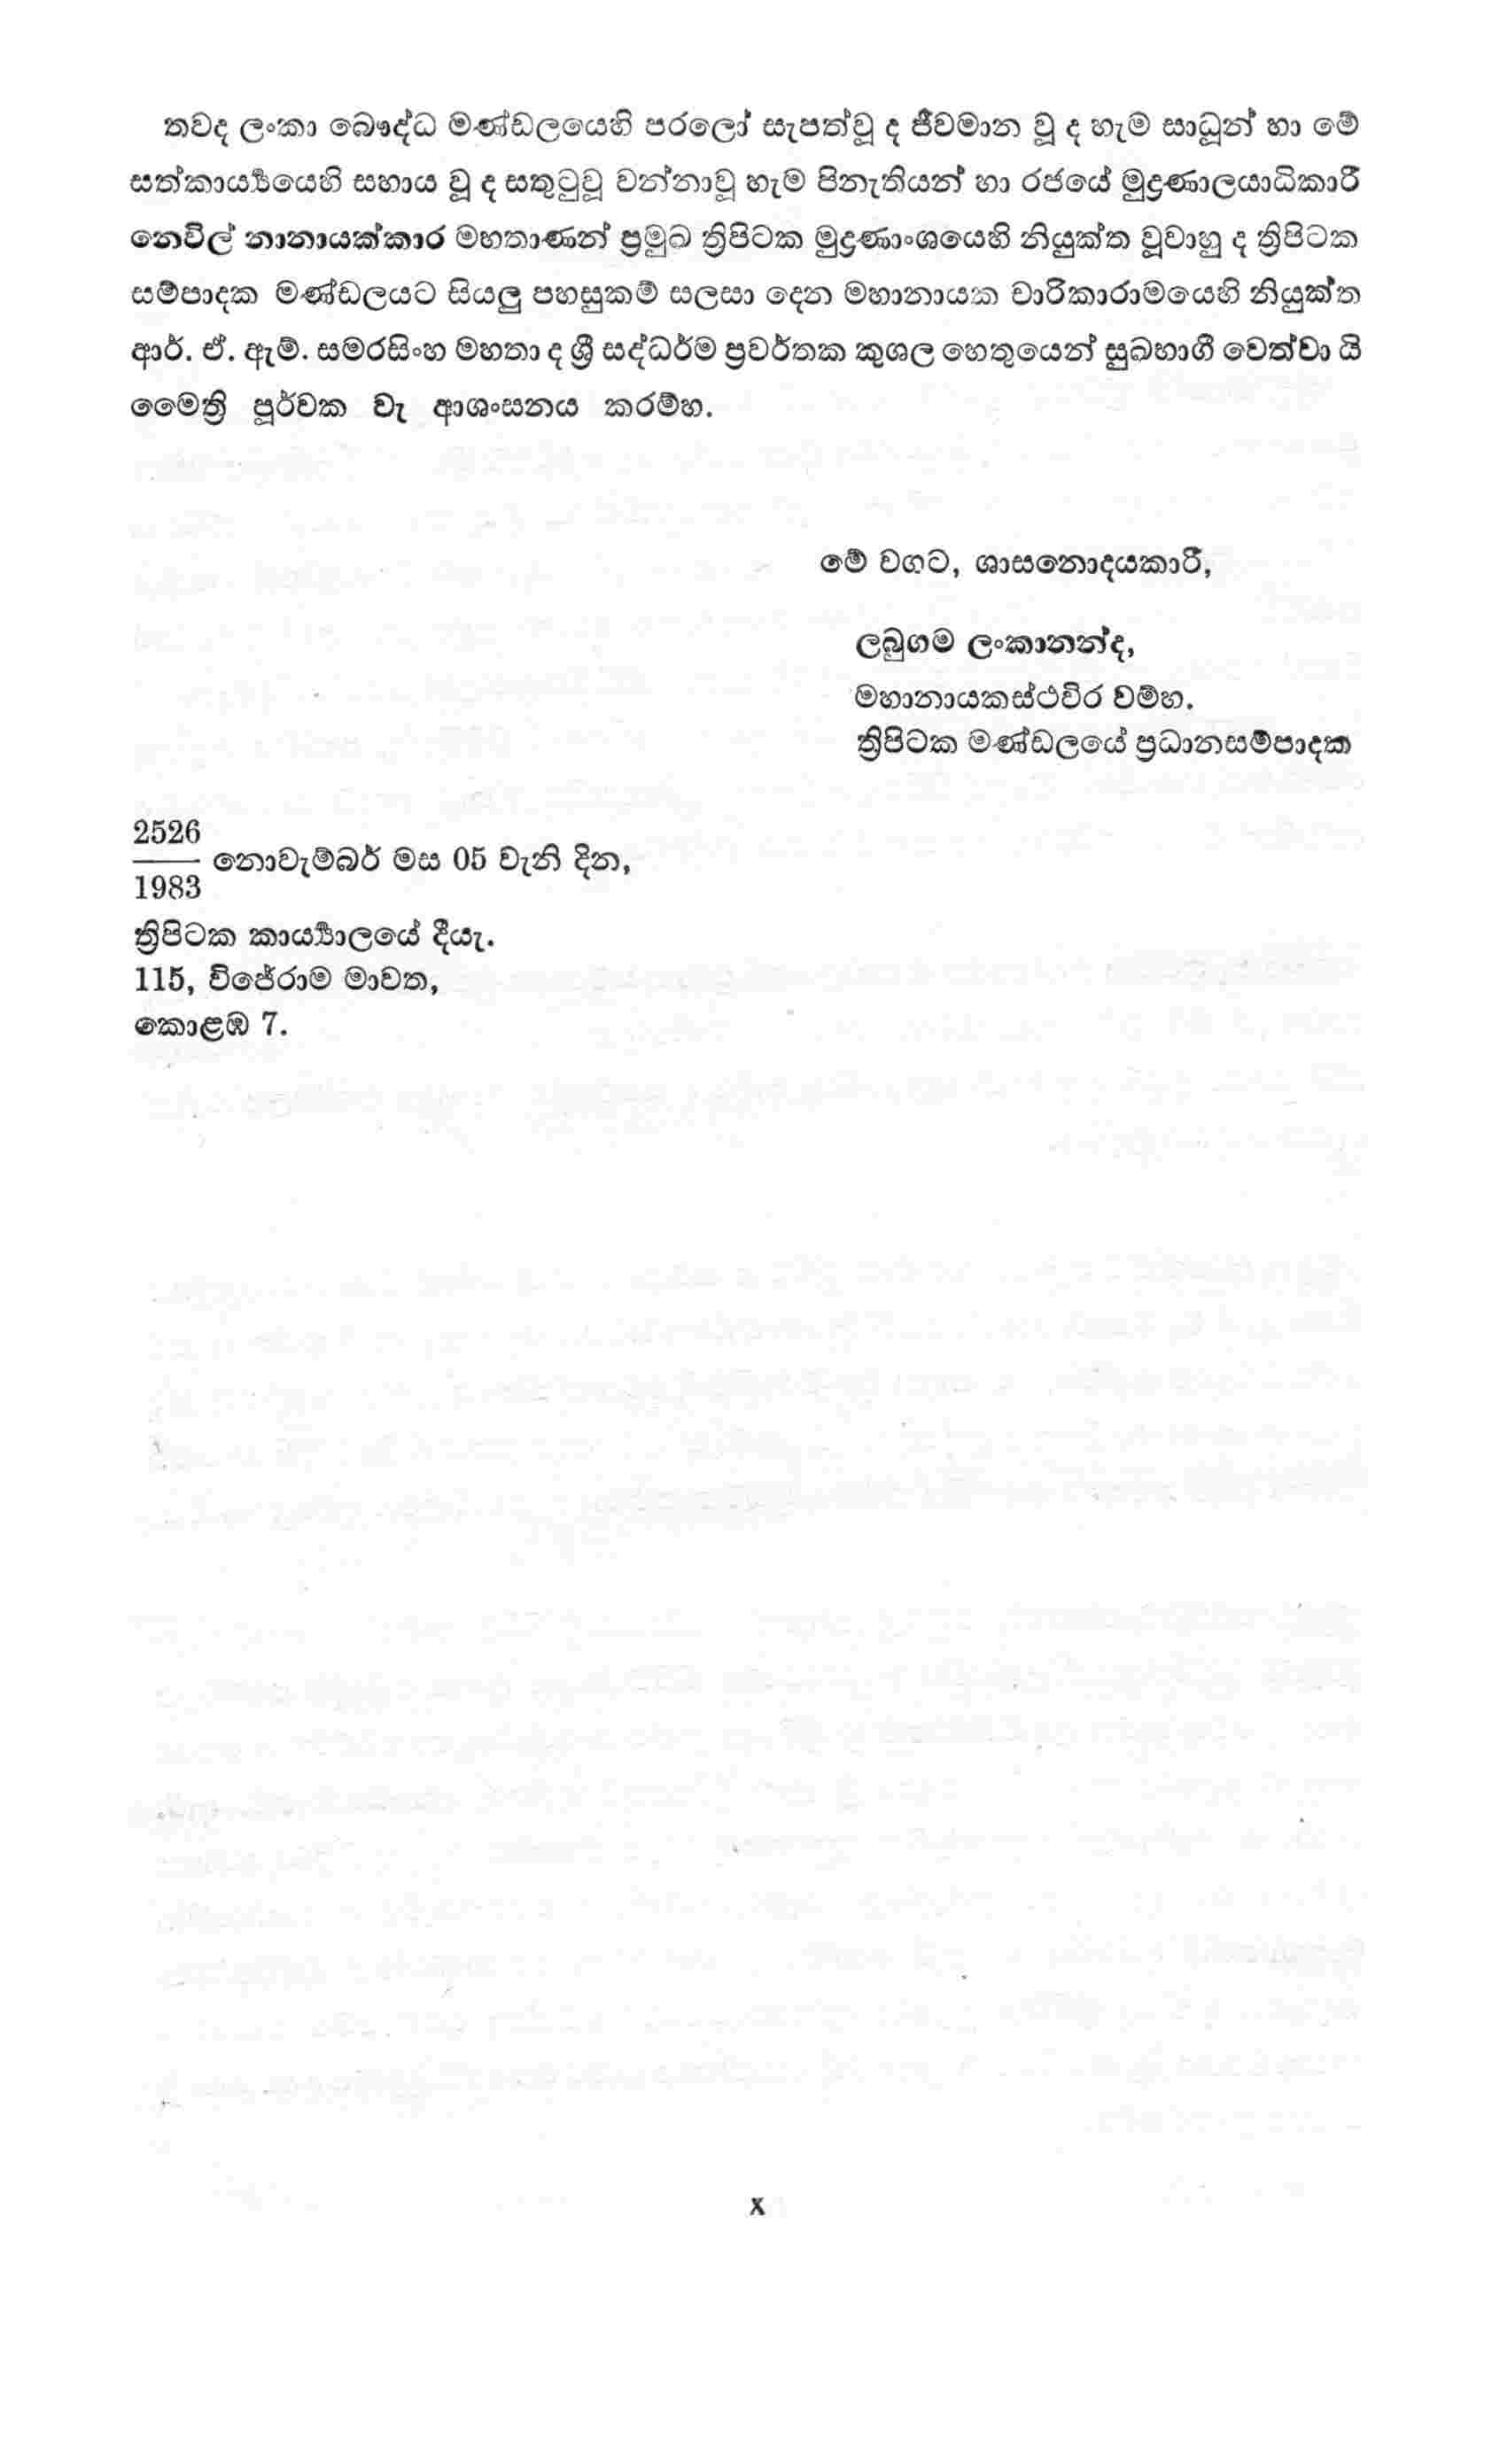 තවද ලංකා බෞද්ධ මණ්ඩලයෙහි පරලෝ සැපත්වූ ද ජීවමාන වූ ද හැම සාධූන් හා මේ
සත්කාර්‍ය්‍යයෙහි සහාය වූ ද සතුටුවූ වන්නාවූ හැම පිනැතියන් හා රජයේ මුද්‍රණාලයාධිකාරී
නෙවිල් නානායක්කාර මහතාණන් ප්‍රමුඛ ත්‍රිපිටක මුද්‍රණාංශයෙහි නියුක්ත වූවාහු ද ත්‍රිපිටක
සම්පාදක මණ්ඩලයට සියලු පහසුකම් සලසා දෙන මහානායක චාරිකාරාමයෙහි නියුක්ත
ආර්. ඒ. ඇම්. සමරසිංහ මහතා ද ශ්‍රී සද්ධර්ම ප්‍රවර්තක කුශල හෙතුයෙන් සුඛභාගී වෙත්වා යි
මෛත්‍රි පූර්වක වැ ආශංසනය කරම්හ.
මේ වගට, ශාසනොදයකාරී,
ලබුගම ලංකානන්ද,
මහානායකස්ථවිර වම්හ.
ත්‍රිපිටක මණ්ඩලයේ ප්‍රධානසම්පාදක
2526
නොවැම්බර් මස 05 වැනි දින,
1983
ත්‍රිපිටක කාර්‍ය්‍යාලයේ දීයැ.
115, විජේරාම මාවත,
කොළඹ 7.
x